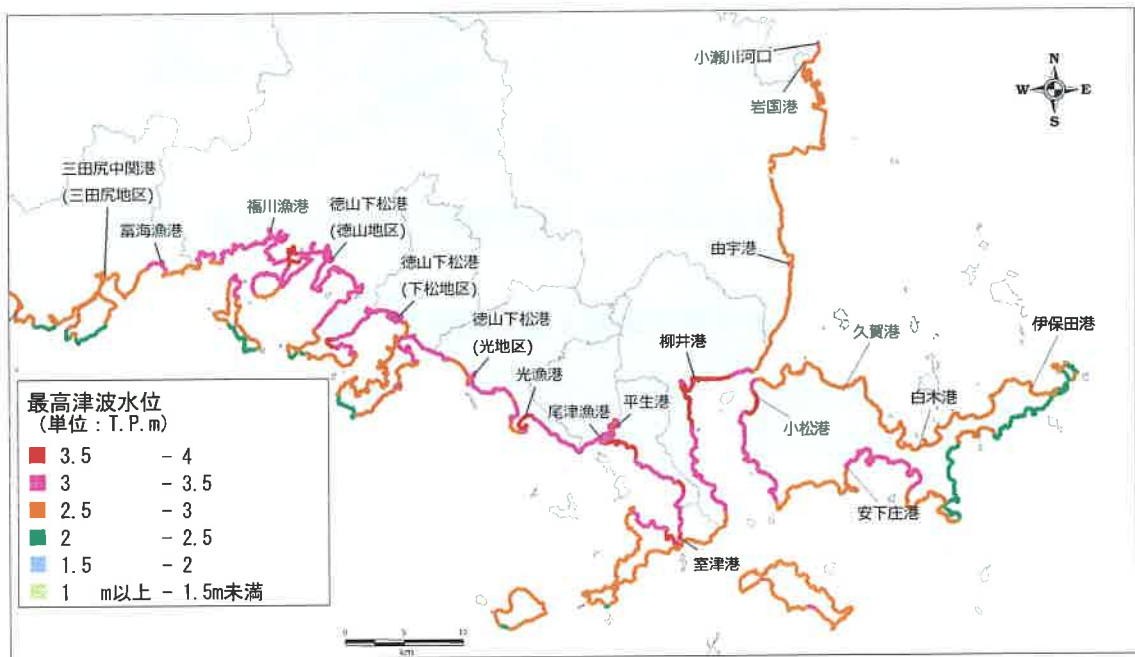 小瀬川河口
岩国港
N
W
E
S
三田尻中関港
(三田尻地区)
富海漁港
福川漁港
徳山下松港
(徳山地区)
徳山下松港
(下松地区)
徳山下松港
(光地区)
光漁港
尾津漁港
平生港
由宇港
柳井港
久賀港
伊保田港
白木港
小松港
安下庄港
室津港
最高津波水位
(単位:T.P.m)
3.5 - 4
3 - 3.5
2.5 - 3
2 - 2.5
1.5 - 2
1 m以上 - 1.5m未満
0 5 10
km